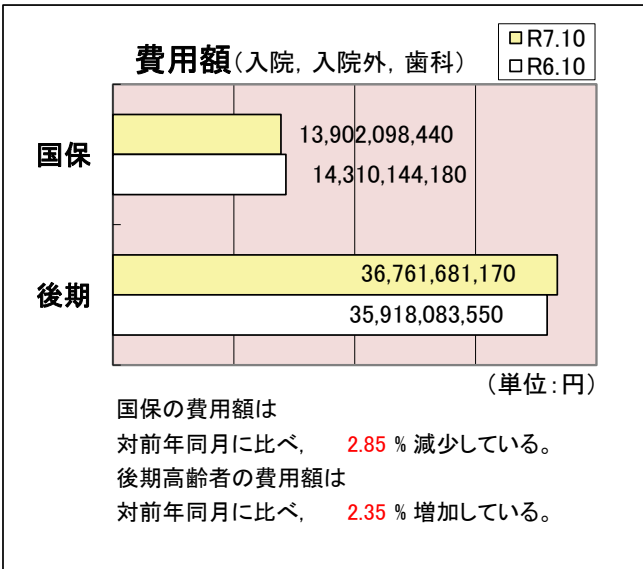 費用額(入院, 入院外, 歯科)
R7.10
R6.10
国保
13,902,098,440
14,310,144,180
後期
36,761,681,170
35,918,083,550
(単位:円)
国保の費用額は
対前年同月に比べ, 2.85 % 減少している。
後期高齢者の費用額は
対前年同月に比べ, 2.35 % 増加している。